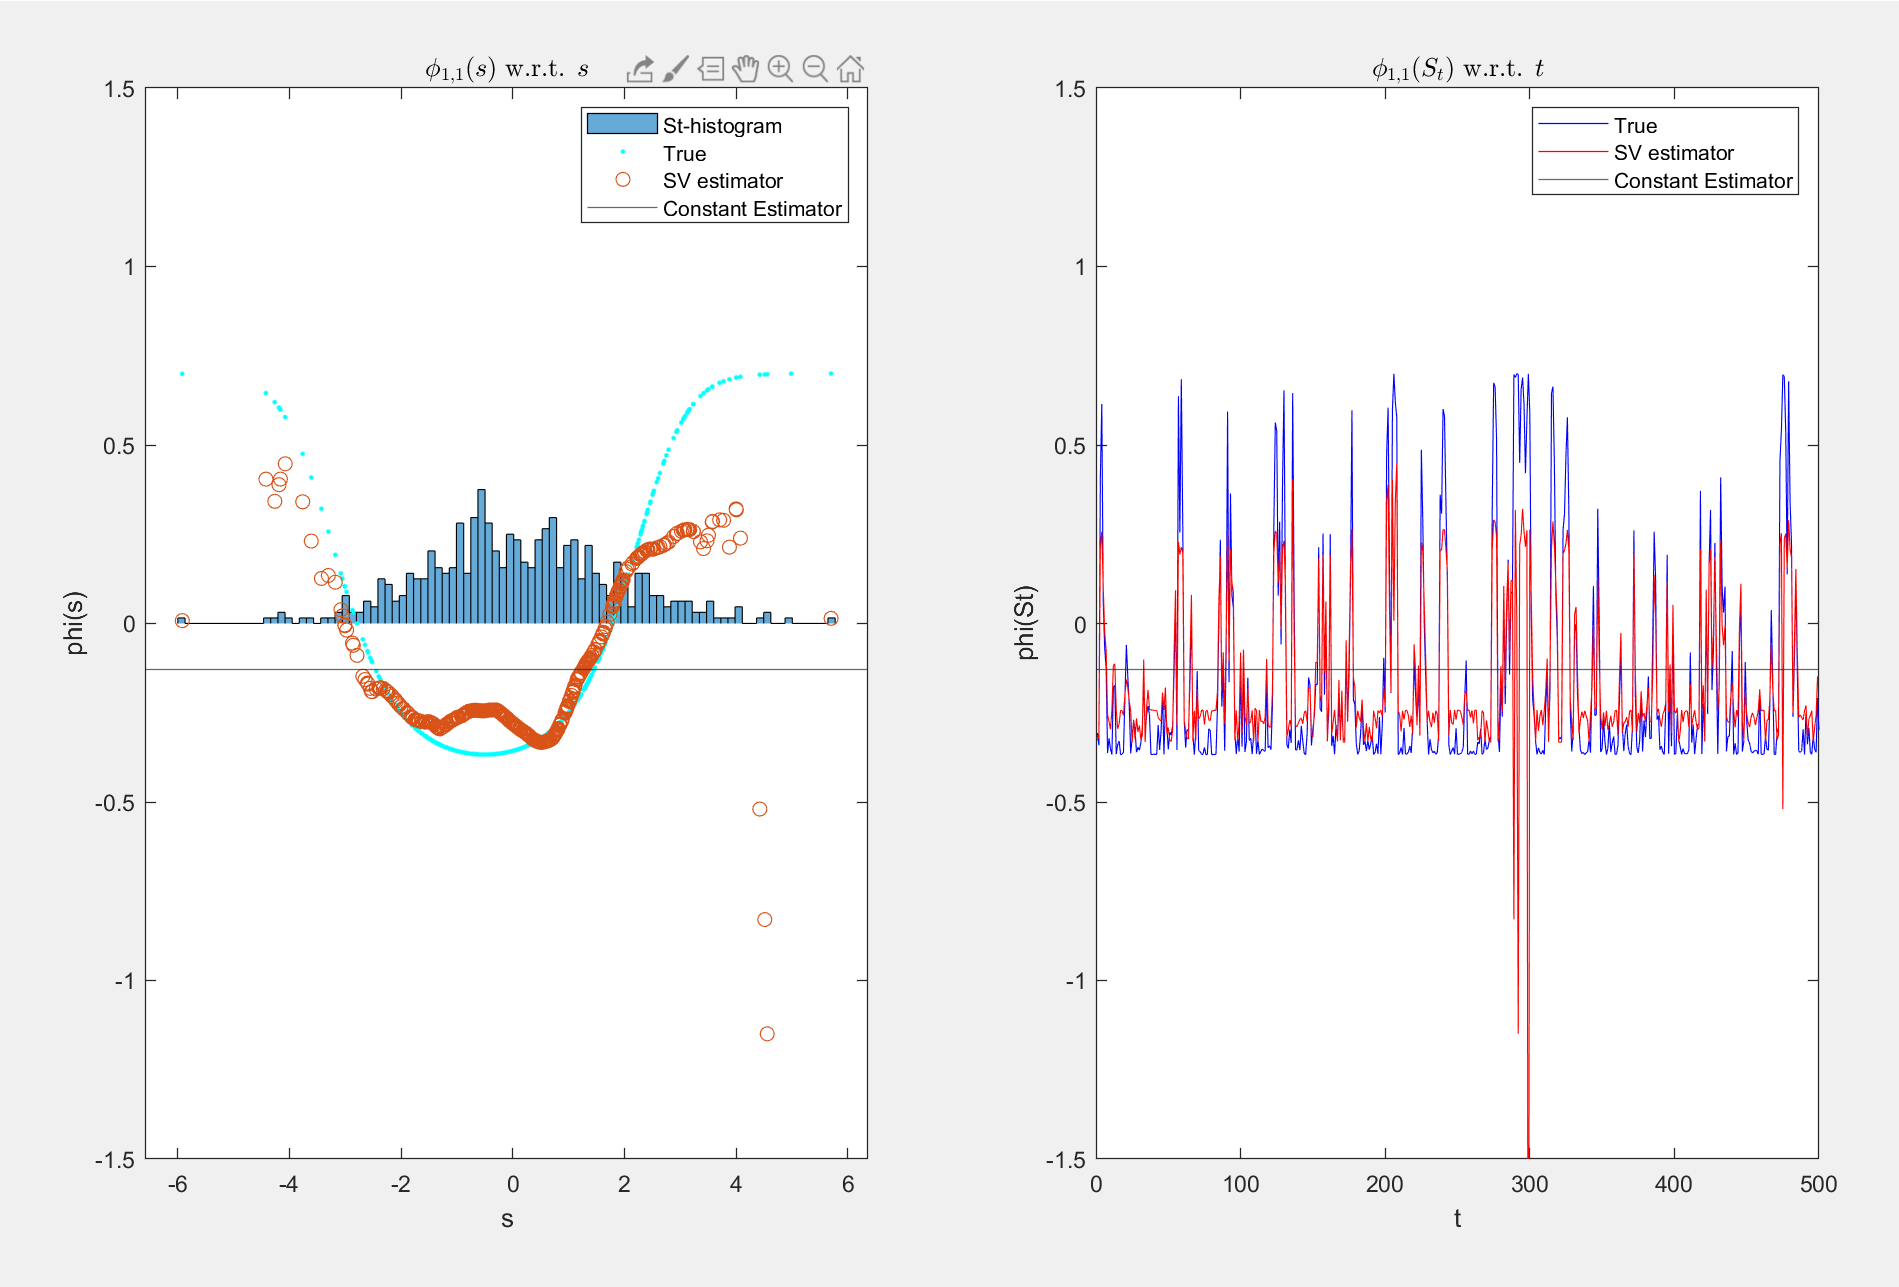 ϕ1,1(s) w.r.t. s
1.5
1
0.5
0
-0.5
-1
-1.5
phi(s)
-6 -4 -2 0 2 4 6
s
St-histogram
True
SV estimator
Constant Estimator
ϕ1,1(St) w.r.t. t
1.5
1
0.5
0
-0.5
-1
-1.5
phi(St)
0 100 200 300 400 500
t
True
SV estimator
Constant Estimator